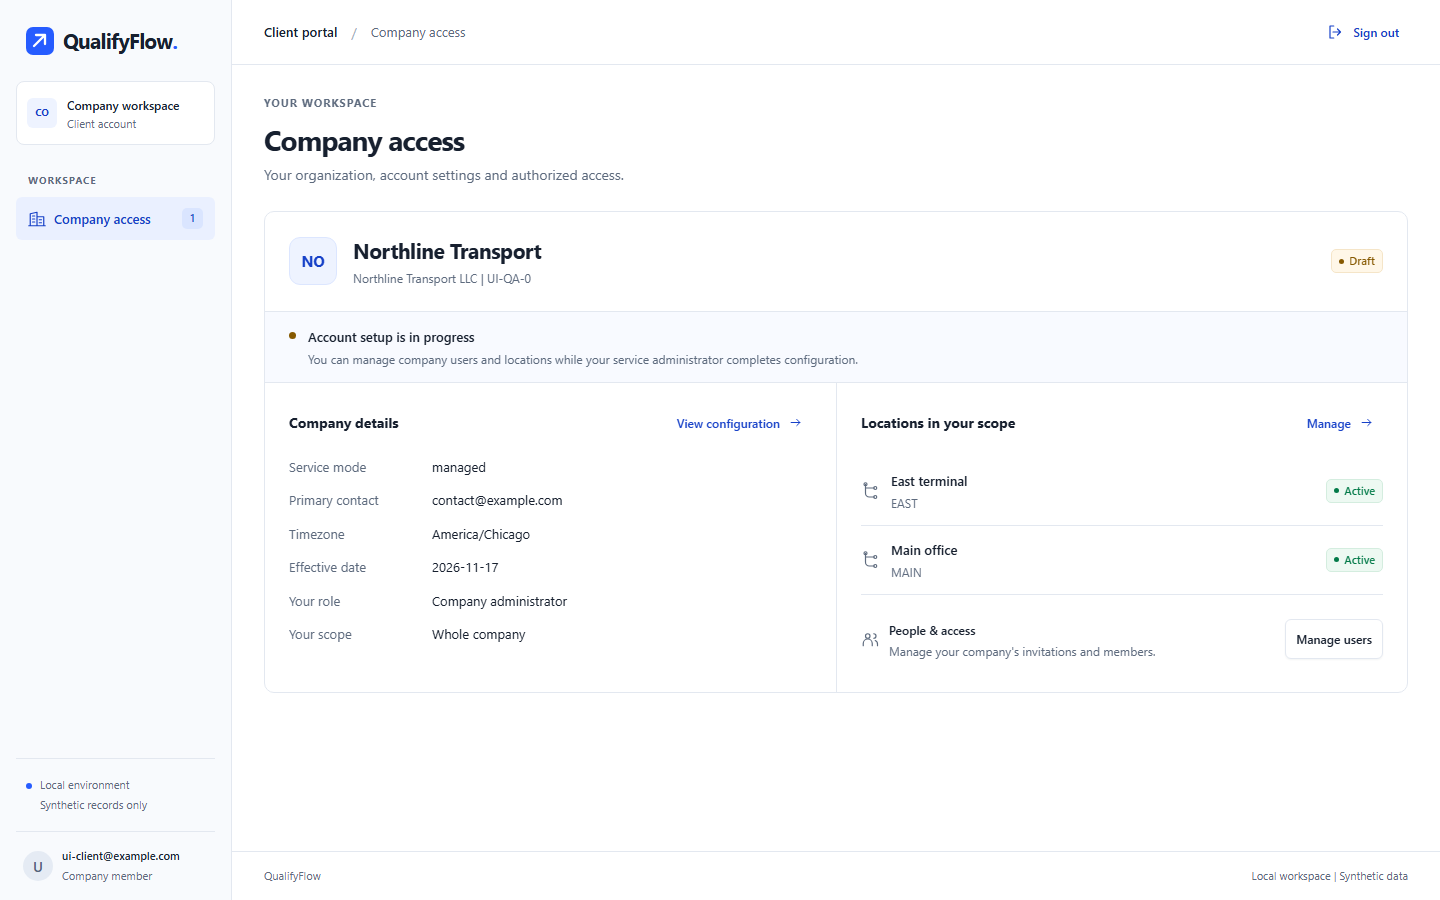 QualifyFlow.
CO
Company workspace
Client account
WORKSPACE
Company access 1
Local environment
Synthetic records only
U
ui-client@example.com
Company member
Client portal / Company access
Sign out
YOUR WORKSPACE
Company access
Your organization, account settings and authorized access.
NO
Northline Transport
Northline Transport LLC | UI-QA-0
Draft
Account setup is in progress
You can manage company users and locations while your service administrator completes configuration.
Company details
View configuration →
Service mode managed
Primary contact contact@example.com
Timezone America/Chicago
Effective date 2026-11-17
Your role Company administrator
Your scope Whole company
Locations in your scope
Manage →
East terminal
EAST
Active
Main office
MAIN
Active
People & access
Manage your company's invitations and members.
Manage users
QualifyFlow
Local workspace | Synthetic data